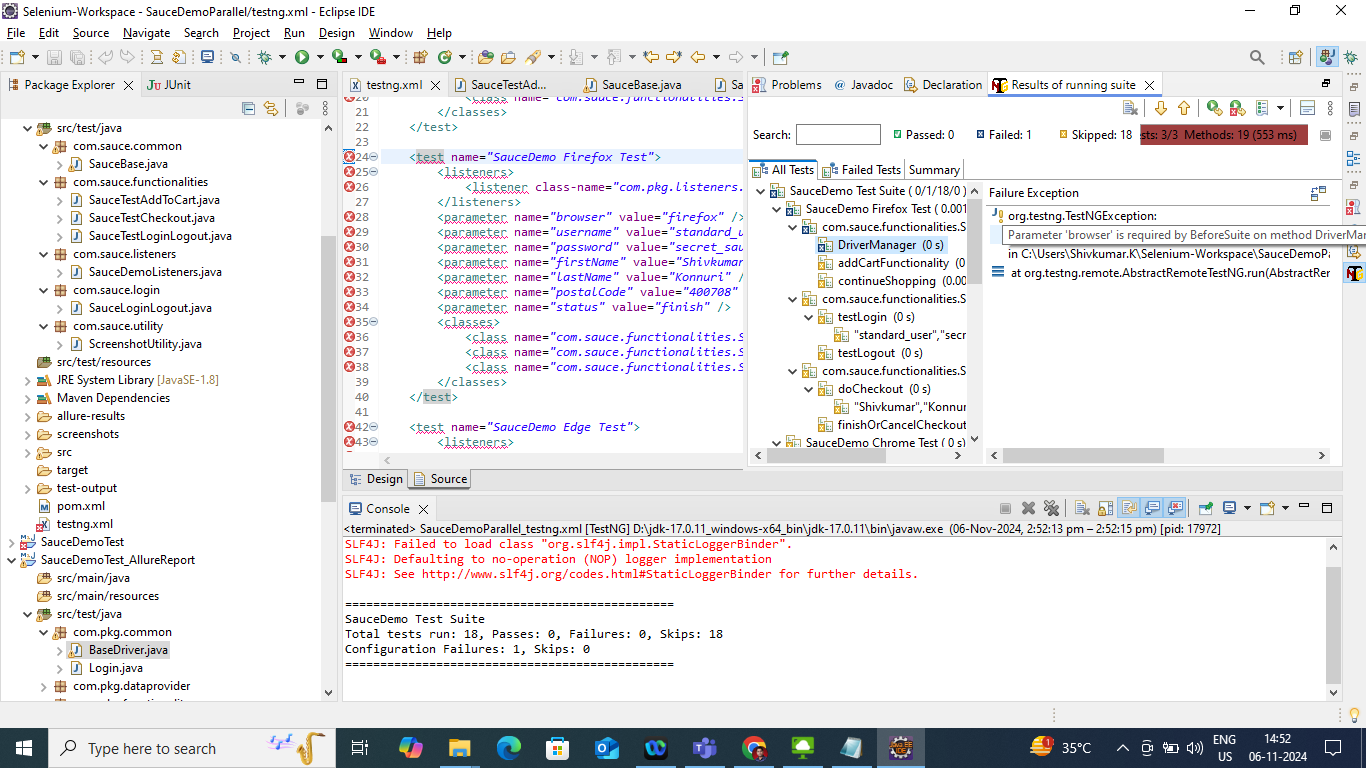 Selenium-Workspace - SauceDemoParallel/testng.xml - Eclipse IDE
File Edit Source Navigate Search Project Run Design Window Help
Package Explorer
JUnit
src/test/java
com.sauce.common
SauceBase.java
com.sauce.functionalities
SauceTestAddToCart.java
SauceTestCheckout.java
SauceTestLoginLogout.java
com.sauce.listeners
SauceDemoListeners.java
com.sauce.login
SauceLoginLogout.java
com.sauce.utility
ScreenshotUtility.java
src/test/resources
JRE System Library [JavaSE-1.8]
Maven Dependencies
allure-results
screenshots
src
target
test-output
pom.xml
testng.xml
SauceDemoTest
SauceDemoTest_AllureReport
src/main/java
src/main/resources
src/test/java
com.pkg.common
BaseDriver.java
Login.java
com.pkg.dataprovider
testng.xml
SauceTestAd...
SauceBase.java
Sa
20 <class name="com.sauce.functionalities.S
21 </classes>
22 </test>
23
24 <test name="SauceDemo Firefox Test">
25 <listeners>
26 <listener class-name="com.pkg.listeners.
27 </listeners>
28 <parameter name="browser" value="firefox" />
29 <parameter name="username" value="standard_u
30 <parameter name="password" value="secret_sau
31 <parameter name="firstName" value="Shivkumar
32 <parameter name="lastName" value="Konnuri" /
33 <parameter name="postalCode" value="400708"
34 <parameter name="status" value="finish" />
35 <classes>
36 <class name="com.sauce.functionalities.S
37 <class name="com.sauce.functionalities.S
38 <class name="com.sauce.functionalities.S
39 </classes>
40 </test>
41
42 <test name="SauceDemo Edge Test">
43 <listeners>
Design Source
Problems
@ Javadoc
Declaration
Results of running suite
Search:
Passed: 0
Failed: 1
Skipped: 18
sts: 3/3 Methods: 19 (553 ms)
All Tests
Failed Tests
Summary
SauceDemo Test Suite ( 0/1/18/0 )
SauceDemo Firefox Test ( 0.001
com.sauce.functionalities.S
DriverManager (0 s)
addCartFunctionality (0
continueShopping (0.00
com.sauce.functionalities.S
testLogin (0 s)
"standard_user","secr
testLogout (0 s)
com.sauce.functionalities.S
doCheckout (0 s)
"Shivkumar","Konnur
finishOrCancelCheckout
SauceDemo Chrome Test ( 0 s)
Failure Exception
org.testng.TestNGException:
Parameter 'browser' is required by BeforeSuite on method DriverMar
in C:\Users\Shivkumar.K\Selenium-Workspace\SauceDemoPa
at org.testng.remote.AbstractRemoteTestNG.run(AbstractRer
Console
<terminated> SauceDemoParallel_testng.xml [TestNG] D:\jdk-17.0.11_windows-x64_bin\jdk-17.0.11\bin\javaw.exe (06-Nov-2024, 2:52:13 pm – 2:52:15 pm) [pid: 17972]
SLF4J: Failed to load class "org.slf4j.impl.StaticLoggerBinder".
SLF4J: Defaulting to no-operation (NOP) logger implementation
SLF4J: See http://www.slf4j.org/codes.html#StaticLoggerBinder for further details.
===============================================
SauceDemo Test Suite
Total tests run: 18, Passes: 0, Failures: 0, Skips: 18
Configuration Failures: 1, Skips: 0
===============================================
Type here to search
35°C
ENG
US
14:52
06-11-2024